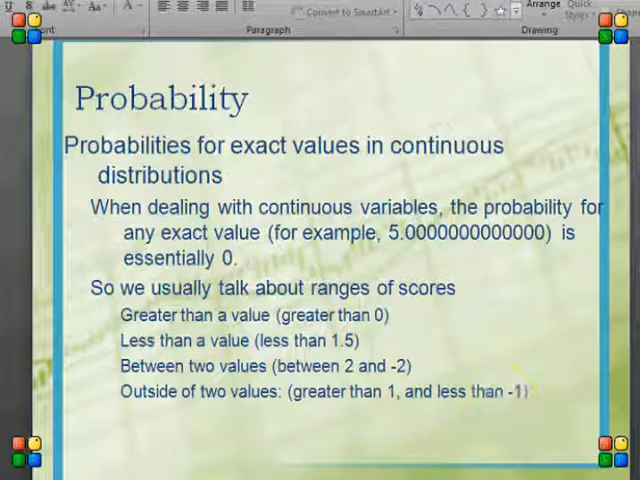 Convert to SmartArt
Arrange
Quick
Styles
Font
Paragraph
Drawing
Probability
Probabilities for exact values in continuous
distributions
When dealing with continuous variables, the probability for
any exact value (for example, 5.0000000000000) is
essentially 0.
So we usually talk about ranges of scores
Greater than a value (greater than 0)
Less than a value (less than 1.5)
Between two values (between 2 and -2)
Outside of two values: (greater than 1, and less than -1)